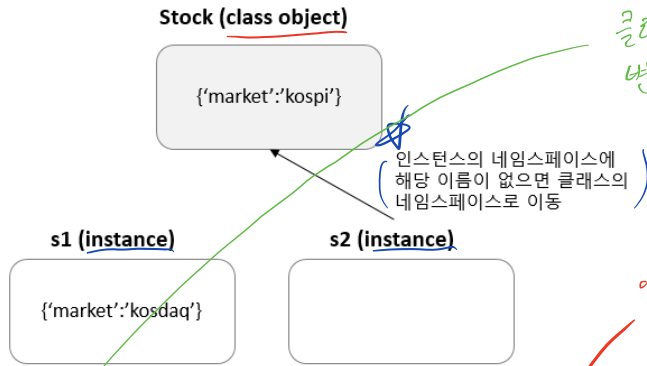 Stock (class object)
{‘market’:’kospi’}
인스턴스의 네임스페이스에
해당 이름이 없으면 클래스의
네임스페이스로 이동
s1 (instance)
s2 (instance)
{‘market’:’kosdaq’}